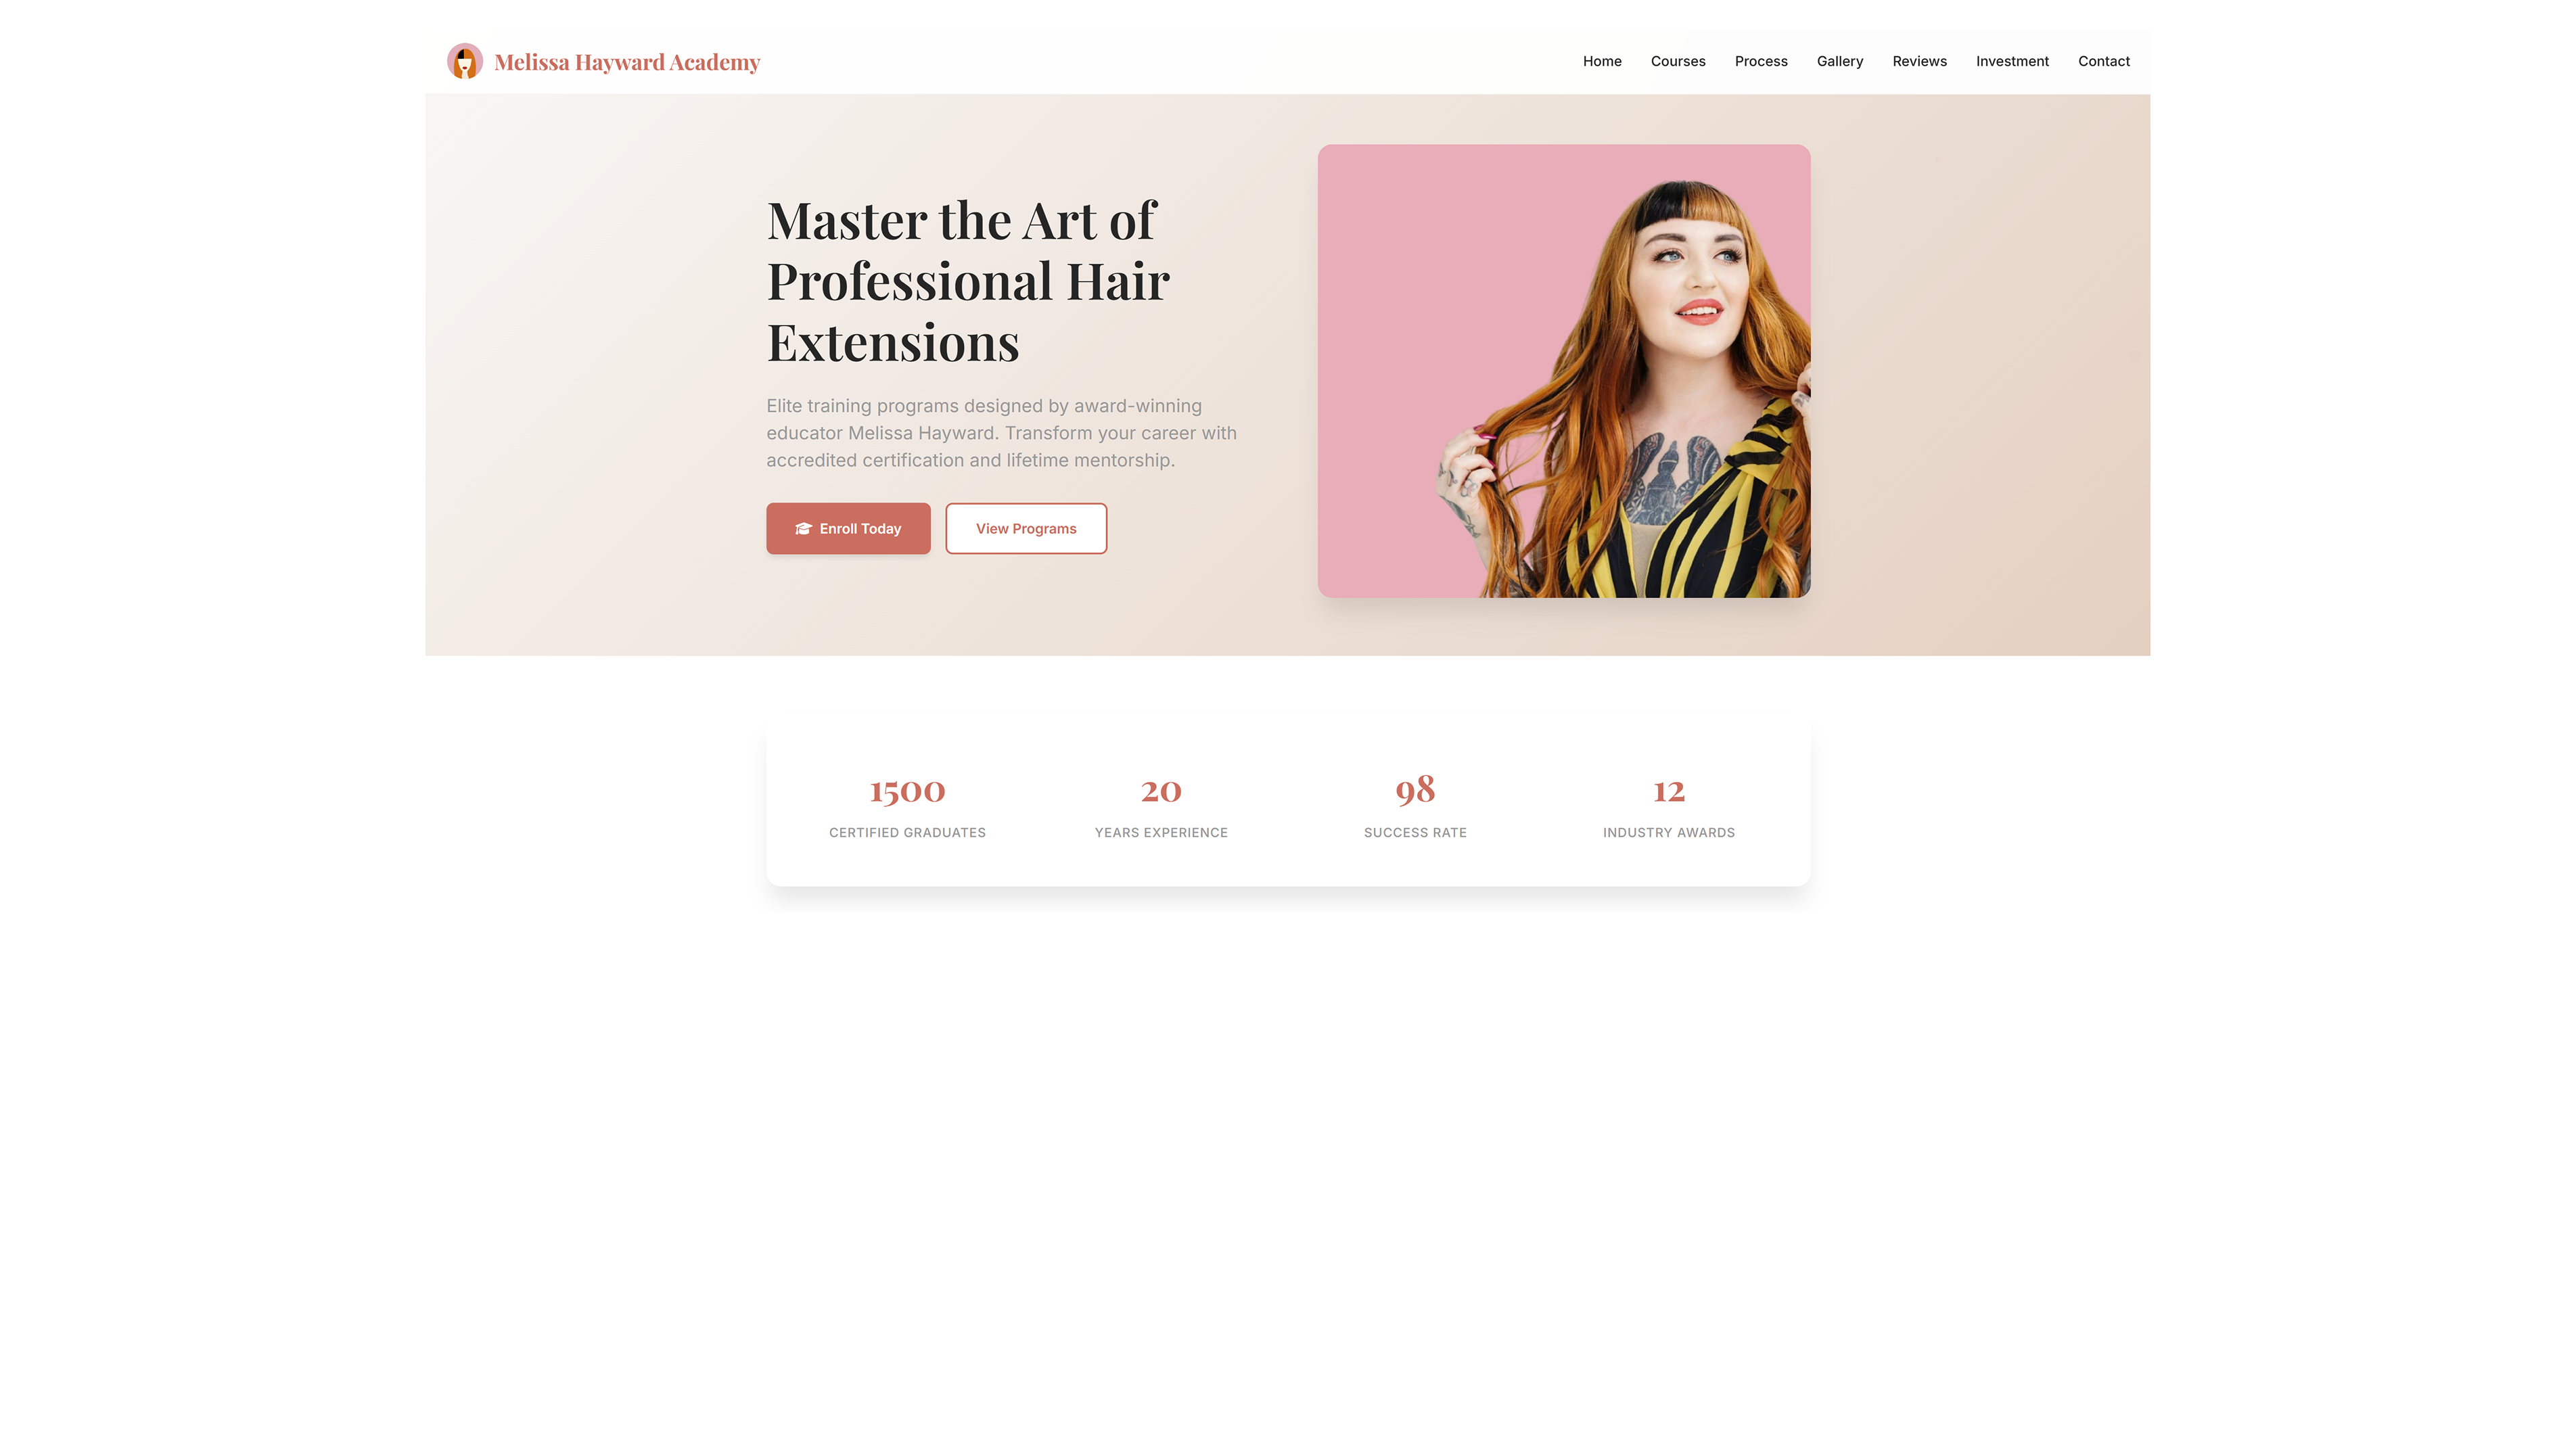 Melissa Hayward Academy
Home Courses Process Gallery Reviews Investment Contact
Master the Art of
Professional Hair
Extensions
Elite training programs designed by award-winning
educator Melissa Hayward. Transform your career with
accredited certification and lifetime mentorship.
Enroll Today View Programs
1500 20 98 12
CERTIFIED GRADUATES YEARS EXPERIENCE SUCCESS RATE INDUSTRY AWARDS